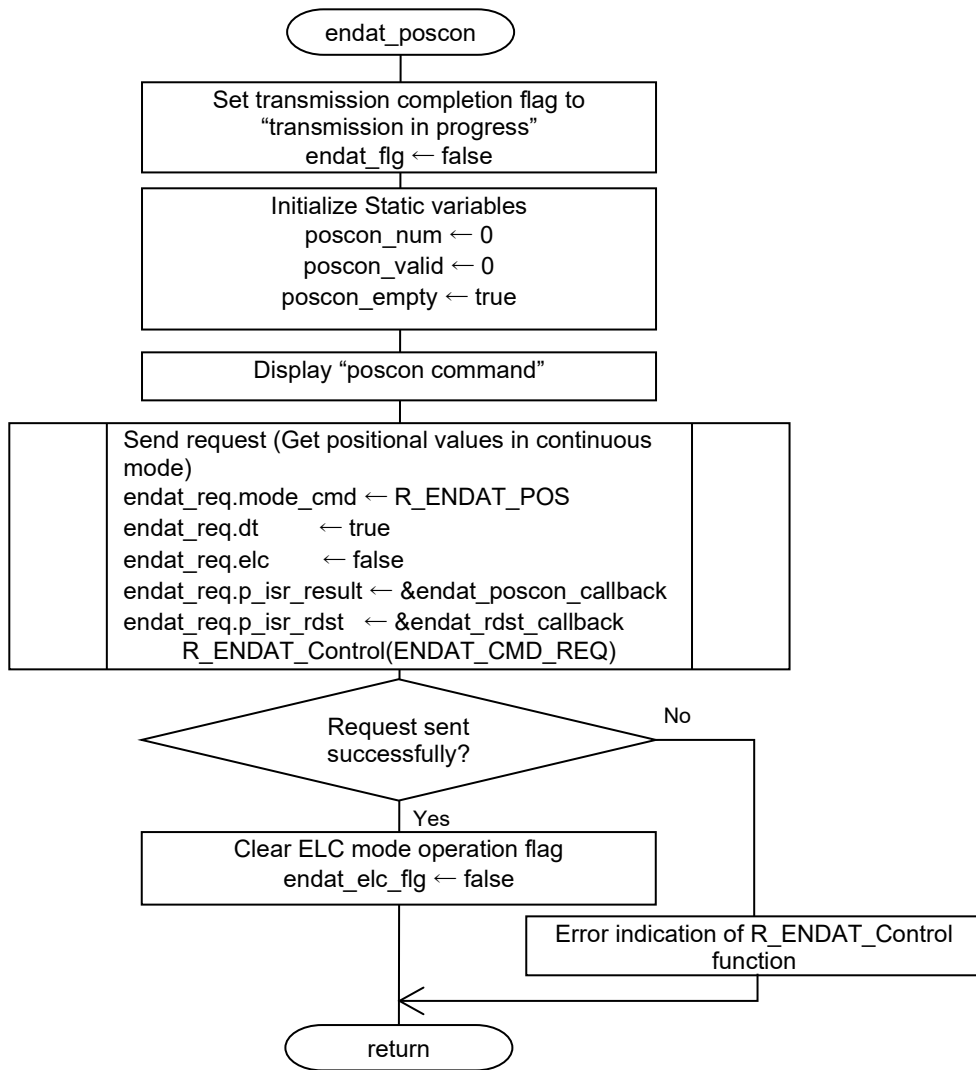 endat_poscon
Set transmission completion flag to
“transmission in progress”
endat_flg ← false
Initialize Static variables
poscon_num ← 0
poscon_valid ← 0
poscon_empty ← true
Display “poscon command”
Send request (Get positional values in continuous
mode)
endat_req.mode_cmd ← R_ENDAT_POS
endat_req.dt ← true
endat_req.elc ← false
endat_req.p_isr_result ← &endat_poscon_callback
endat_req.p_isr_rdst ← &endat_rdst_callback
R_ENDAT_Control(ENDAT_CMD_REQ)
Request sent
successfully?
No
Yes
Clear ELC mode operation flag
endat_elc_flg ← false
Error indication of R_ENDAT_Control
function
return